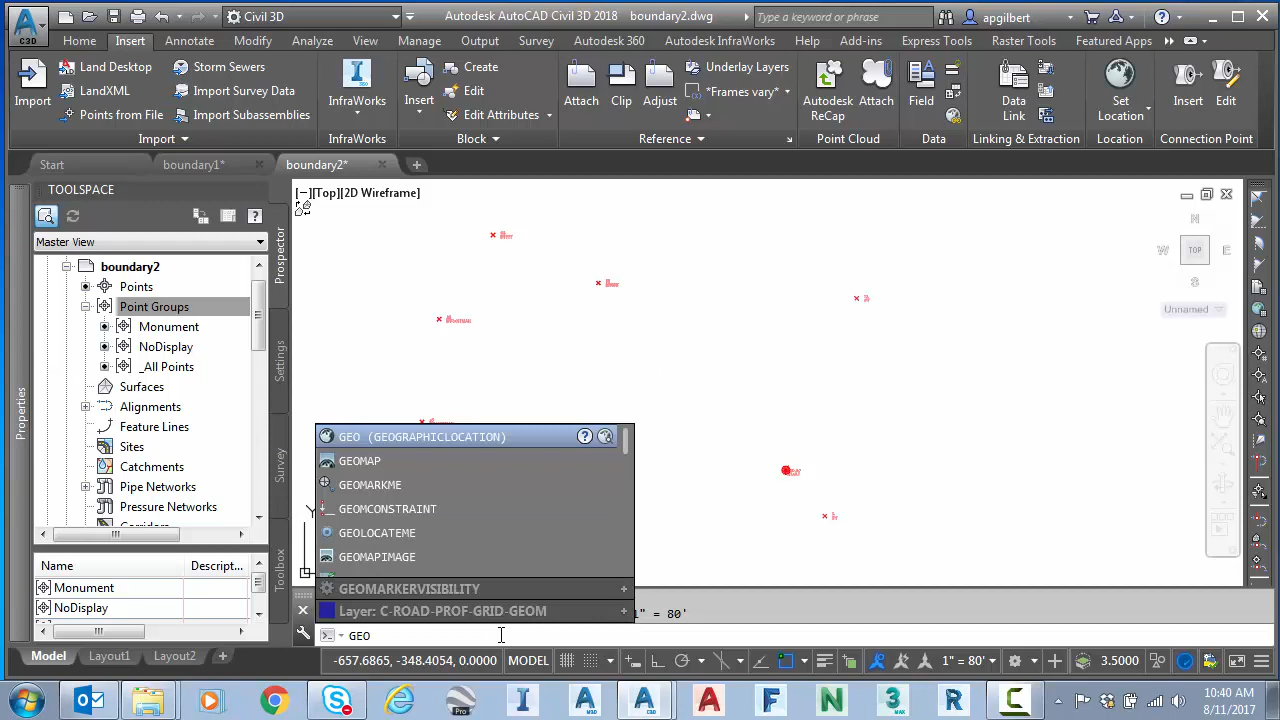 C3D
Civil 3D
Autodesk AutoCAD Civil 3D 2018 boundary2.dwg
Type a keyword or phrase
apgilbert
Home Insert Annotate Modify Analyze View Manage Output Survey Autodesk 360 Autodesk InfraWorks Help Add-ins Express Tools Raster Tools Featured Apps
Import
Land Desktop
LandXML
Points from File
Storm Sewers
Import Survey Data
Import Subassemblies
Import
InfraWorks
InfraWorks
Insert
Create
Edit
Edit Attributes
Block
Attach
Clip
Adjust
Underlay Layers
*Frames vary*
Reference
Autodesk ReCap
Attach
Point Cloud
Field
Data
Data Link
Linking & Extraction
Set Location
Location
Insert
Edit
Connection Point
Start boundary1* boundary2*
TOOLSPACE
Master View
boundary2
Points
Point Groups
Monument
NoDisplay
_All Points
Surfaces
Alignments
Feature Lines
Sites
Catchments
Pipe Networks
Pressure Networks
Name Descript...
Monument
NoDisplay
Prospector
Settings
Survey
Toolbox
Properties
[−][Top][2D Wireframe]
N
W TOP E
S
Unnamed
Y
GEO (GEOGRAPHICLOCATION)
GEOMAP
GEOMARKME
GEOMCONSTRAINT
GEOLOCATEME
GEOMAPIMAGE
GEOMARKERVISIBILITY
Layer: C-ROAD-PROF-GRID-GEOM
1" = 80'
GEO
Model Layout1 Layout2
-657.6865, -348.4054, 0.0000 MODEL 1" = 80' 3.5000
Pro
10:40 AM
8/11/2017